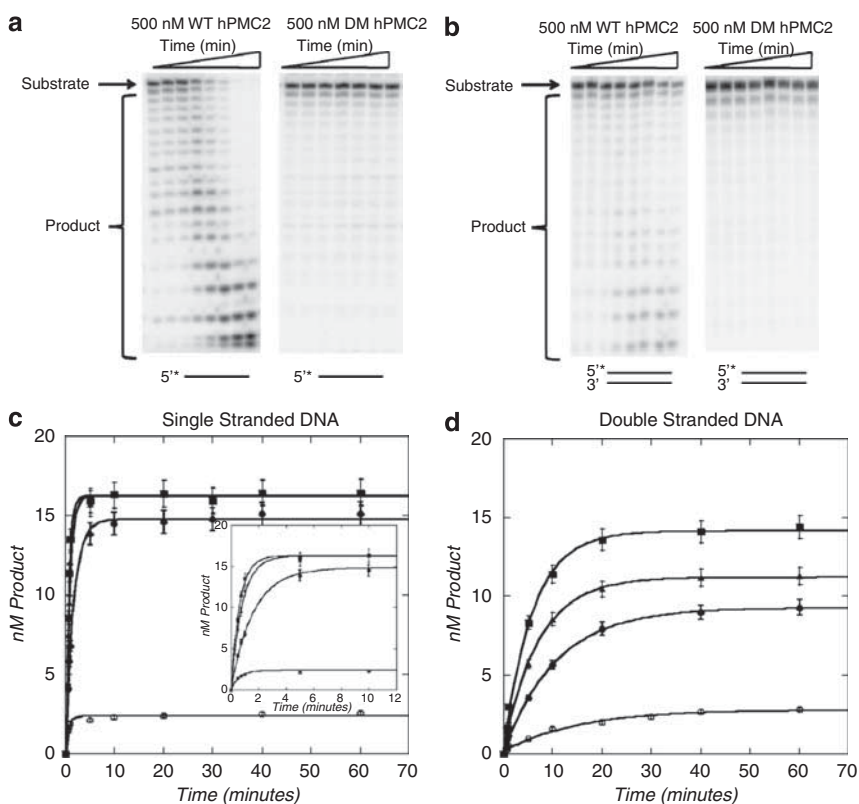 a
500 nM WT hPMC2 500 nM DM hPMC2
Time (min)
Substrate
Product
5'* 5'*
b
500 nM WT hPMC2 500 nM DM hPMC2
Time (min) Time (min)
Substrate
Product
5'* 5'*
3' 3'
c
Single Stranded DNA
20
15
10
5
0
nM Product
0 10 20 30 40 50 60 70
Time (minutes)
20
15
10
5
0
nM Product
0 2 4 6 8 10 12
Time (minutes)
d
Double Stranded DNA
20
15
10
5
0
nM Product
0 10 20 30 40 50 60 70
Time (minutes)